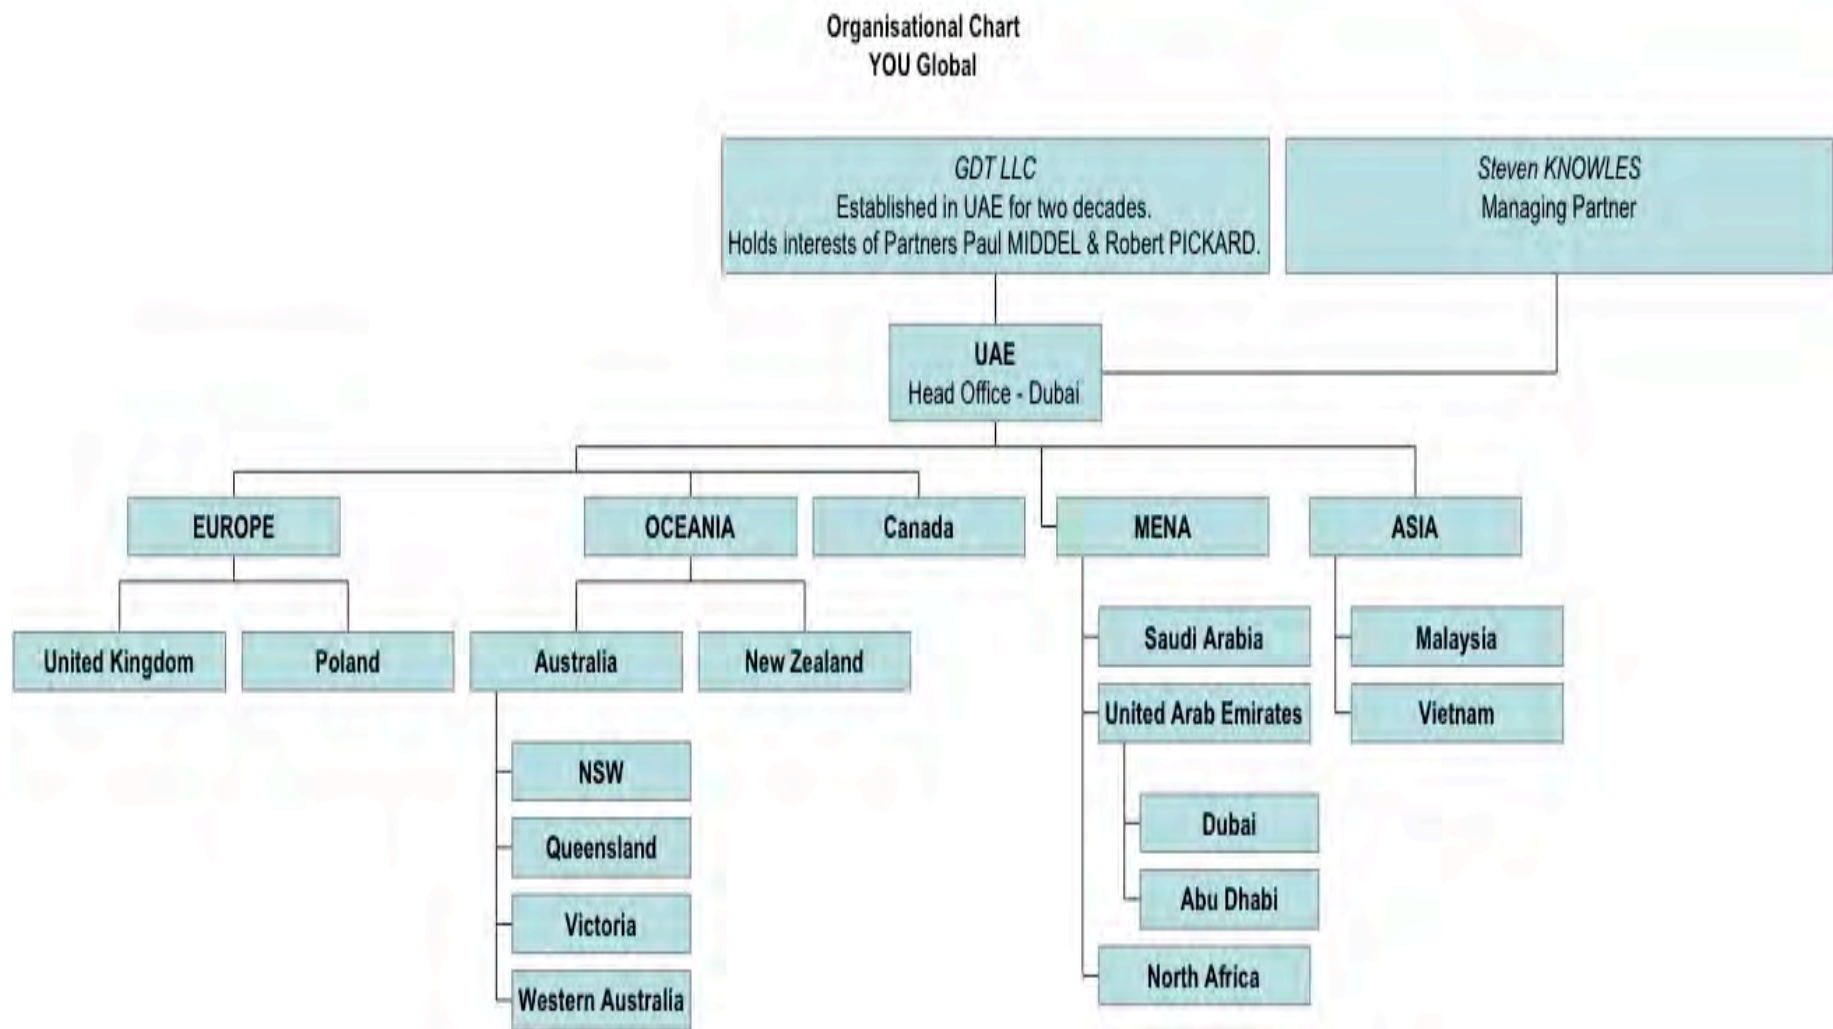 Organisational Chart
YOU Global
GDT LLC
Established in UAE for two decades.
Holds interests of Partners Paul MIDDEL & Robert PICKARD.
Steven KNOWLES
Managing Partner
UAE
Head Office - Dubai
EUROPE
OCEANIA
Canada
MENA
ASIA
United Kingdom
Poland
Australia
New Zealand
NSW
Queensland
Victoria
Western Australia
Saudi Arabia
United Arab Emirates
Dubai
Abu Dhabi
North Africa
Malaysia
Vietnam